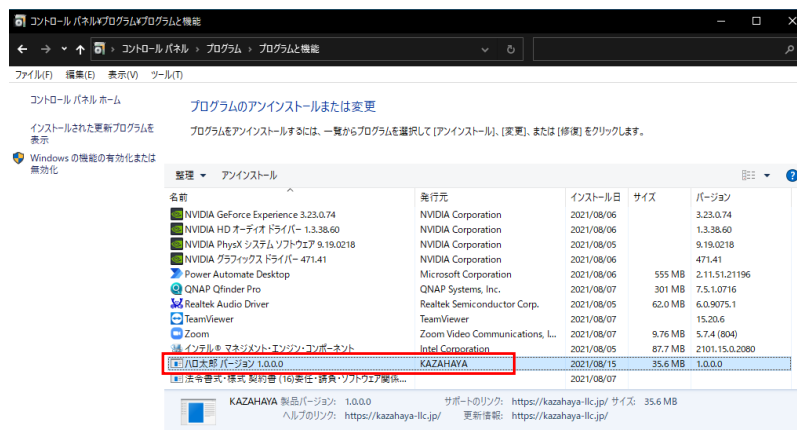 コントロール パネル¥プログラム¥プログラムと機能
コントロール パネル › プログラム › プログラムと機能
ファイル(F) 編集(E) 表示(V) ツール(T)
コントロール パネル ホーム
インストールされた更新プログラムを
表示
Windows の機能の有効化または
無効化
プログラムのアンインストールまたは変更
プログラムをアンインストールするには、一覧からプログラムを選択して [アンインストール]、[変更]、または [修復] をクリックします。
整理 アンインストール
名前 発行元 インストール日 サイズ バージョン
NVIDIA GeForce Experience 3.23.0.74 NVIDIA Corporation 2021/08/06 3.23.0.74
NVIDIA HD オーディオ ドライバー 1.3.38.60 NVIDIA Corporation 2021/08/06 1.3.38.60
NVIDIA PhysX システム ソフトウェア 9.19.0218 NVIDIA Corporation 2021/08/05 9.19.0218
NVIDIA グラフィックス ドライバー 471.41 NVIDIA Corporation 2021/08/06 471.41
Power Automate Desktop Microsoft Corporation 2021/08/06 555 MB 2.11.51.21196
QNAP Qfinder Pro QNAP Systems, Inc. 2021/08/07 301 MB 7.5.1.0716
Realtek Audio Driver Realtek Semiconductor Corp. 2021/08/05 62.0 MB 6.0.9075.1
TeamViewer TeamViewer 2021/08/07 15.20.6
Zoom Zoom Video Communications, I... 2021/08/07 9.76 MB 5.7.4 (804)
インテル® マネジメント・エンジン・コンポーネント Intel Corporation 2021/08/05 87.7 MB 2101.15.0.2080
ハロ太郎 バージョン 1.0.0.0 KAZAHAYA 2021/08/15 35.6 MB 1.0.0.0
法令書式・様式 契約書 (16)委任・請負・ソフトウェア関係... 2021/08/07
KAZAHAYA 製品バージョン: 1.0.0.0 サポートのリンク: https://kazahaya-llc.jp/ サイズ: 35.6 MB
ヘルプのリンク: https://kazahaya-llc.jp/ 更新情報: https://kazahaya-llc.jp/